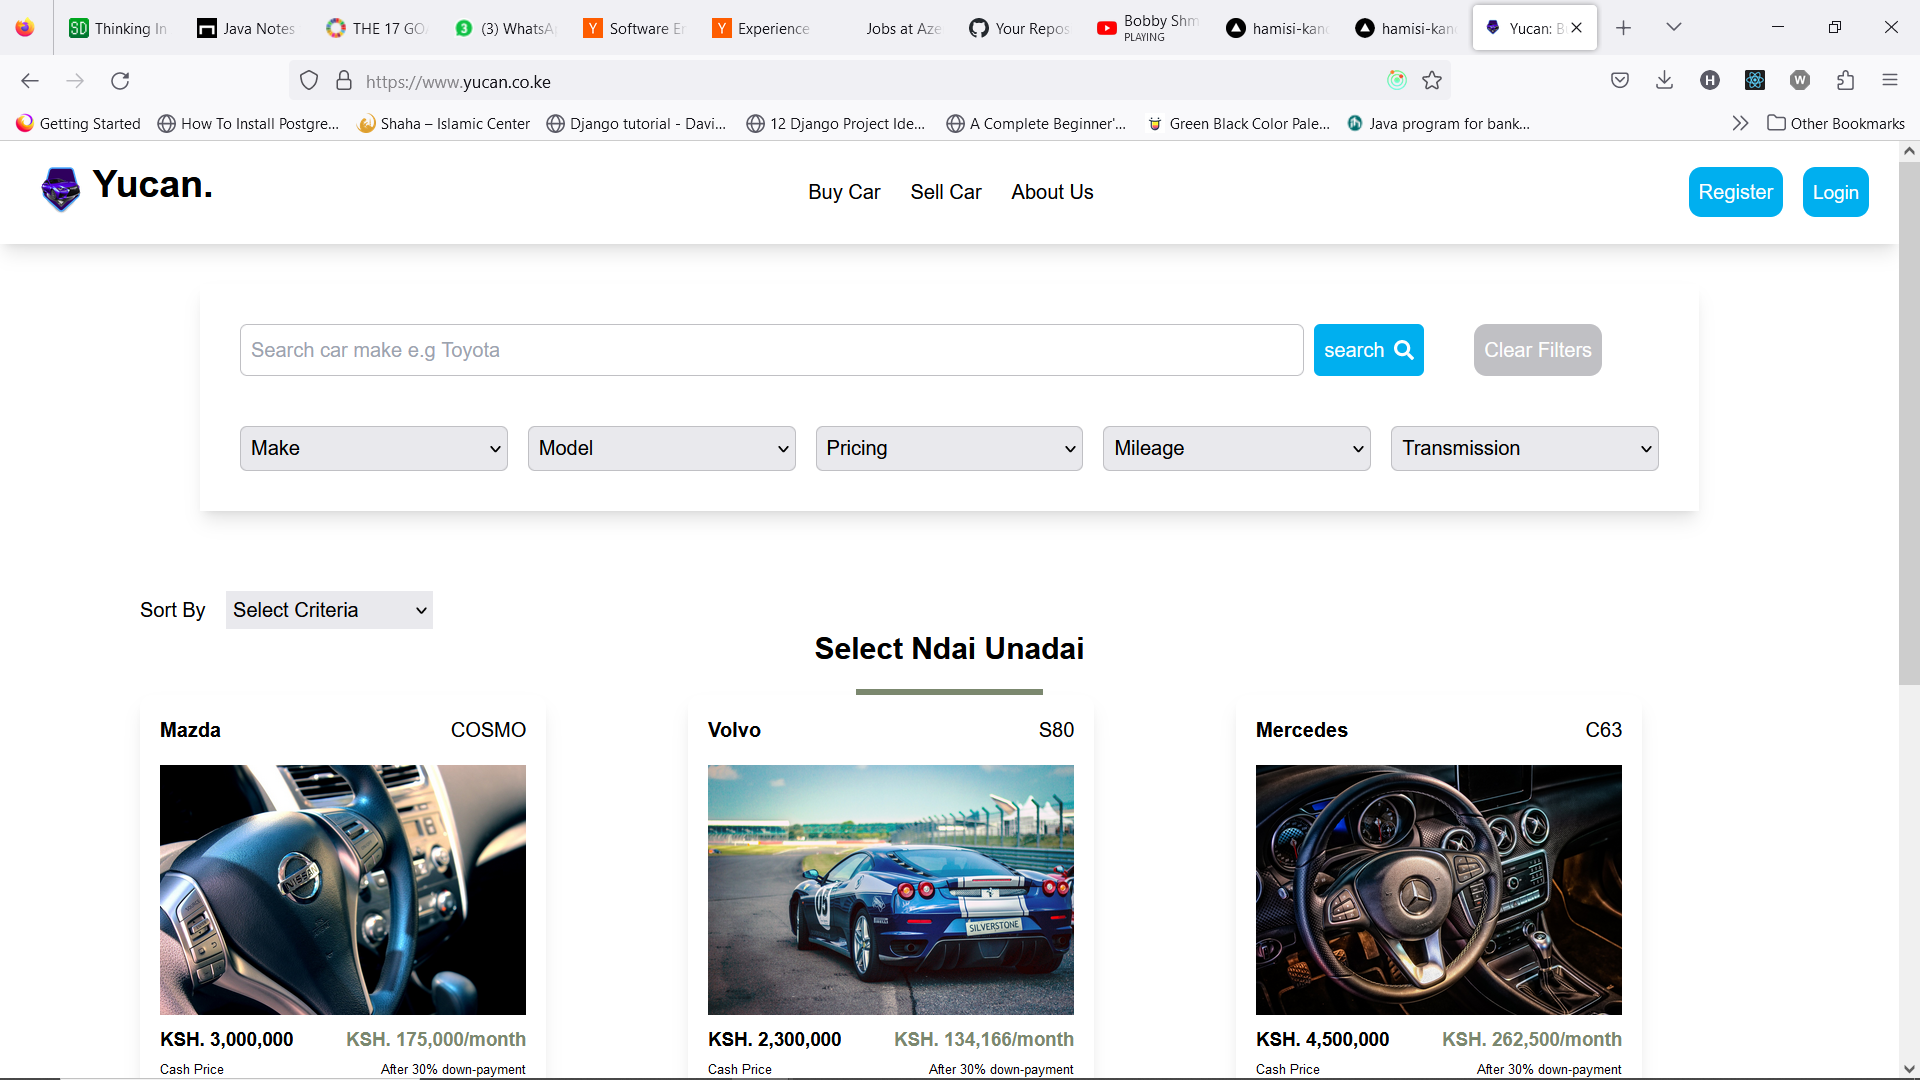 Thinking In
Java Notes
THE 17 GO
(3) WhatsA
Software E
Experience
Jobs at Aze
Your Repos
Bobby Shm
PLAYING
hamisi-kan
hamisi-kan
Yucan: B
https://www.yucan.co.ke
Getting Started
How To Install Postgre...
Shaha – Islamic Center
Django tutorial - Davi...
12 Django Project Ide...
A Complete Beginner'...
Green Black Color Pale...
Java program for bank...
Other Bookmarks
Yucan.
Buy Car
Sell Car
About Us
Register
Login
Search car make e.g Toyota
search
Clear Filters
Make
Model
Pricing
Mileage
Transmission
Sort By
Select Criteria
Select Ndai Unadai
Mazda
COSMO
Volvo
S80
Mercedes
C63
NISSAN
05
SILVERSTONE
KSH. 3,000,000
KSH. 175,000/month
Cash Price
After 30% down-payment
KSH. 2,300,000
KSH. 134,166/month
Cash Price
After 30% down-payment
KSH. 4,500,000
KSH. 262,500/month
Cash Price
After 30% down-payment